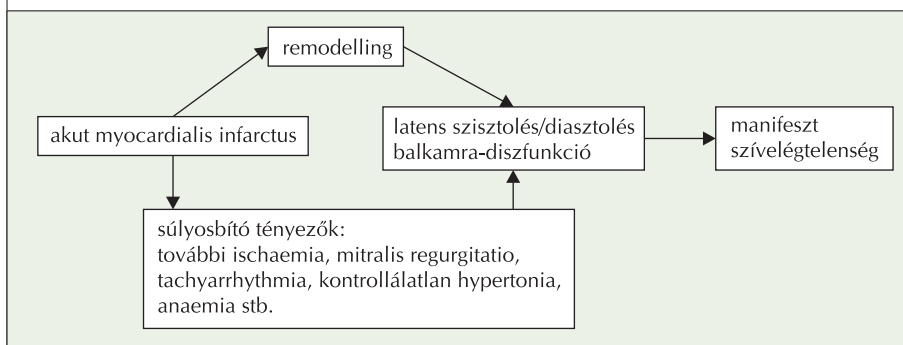 remodelling
akut myocardialis infarctus
latens szisztolés/diasztolés
balkamra-diszfunkció
manifeszt
szívelégtelenség
súlyosbító tényezők:
további ischaemia, mitralis regurgitatio,
tachyarrhythmia, kontrollálatlan hypertonia,
anaemia stb.